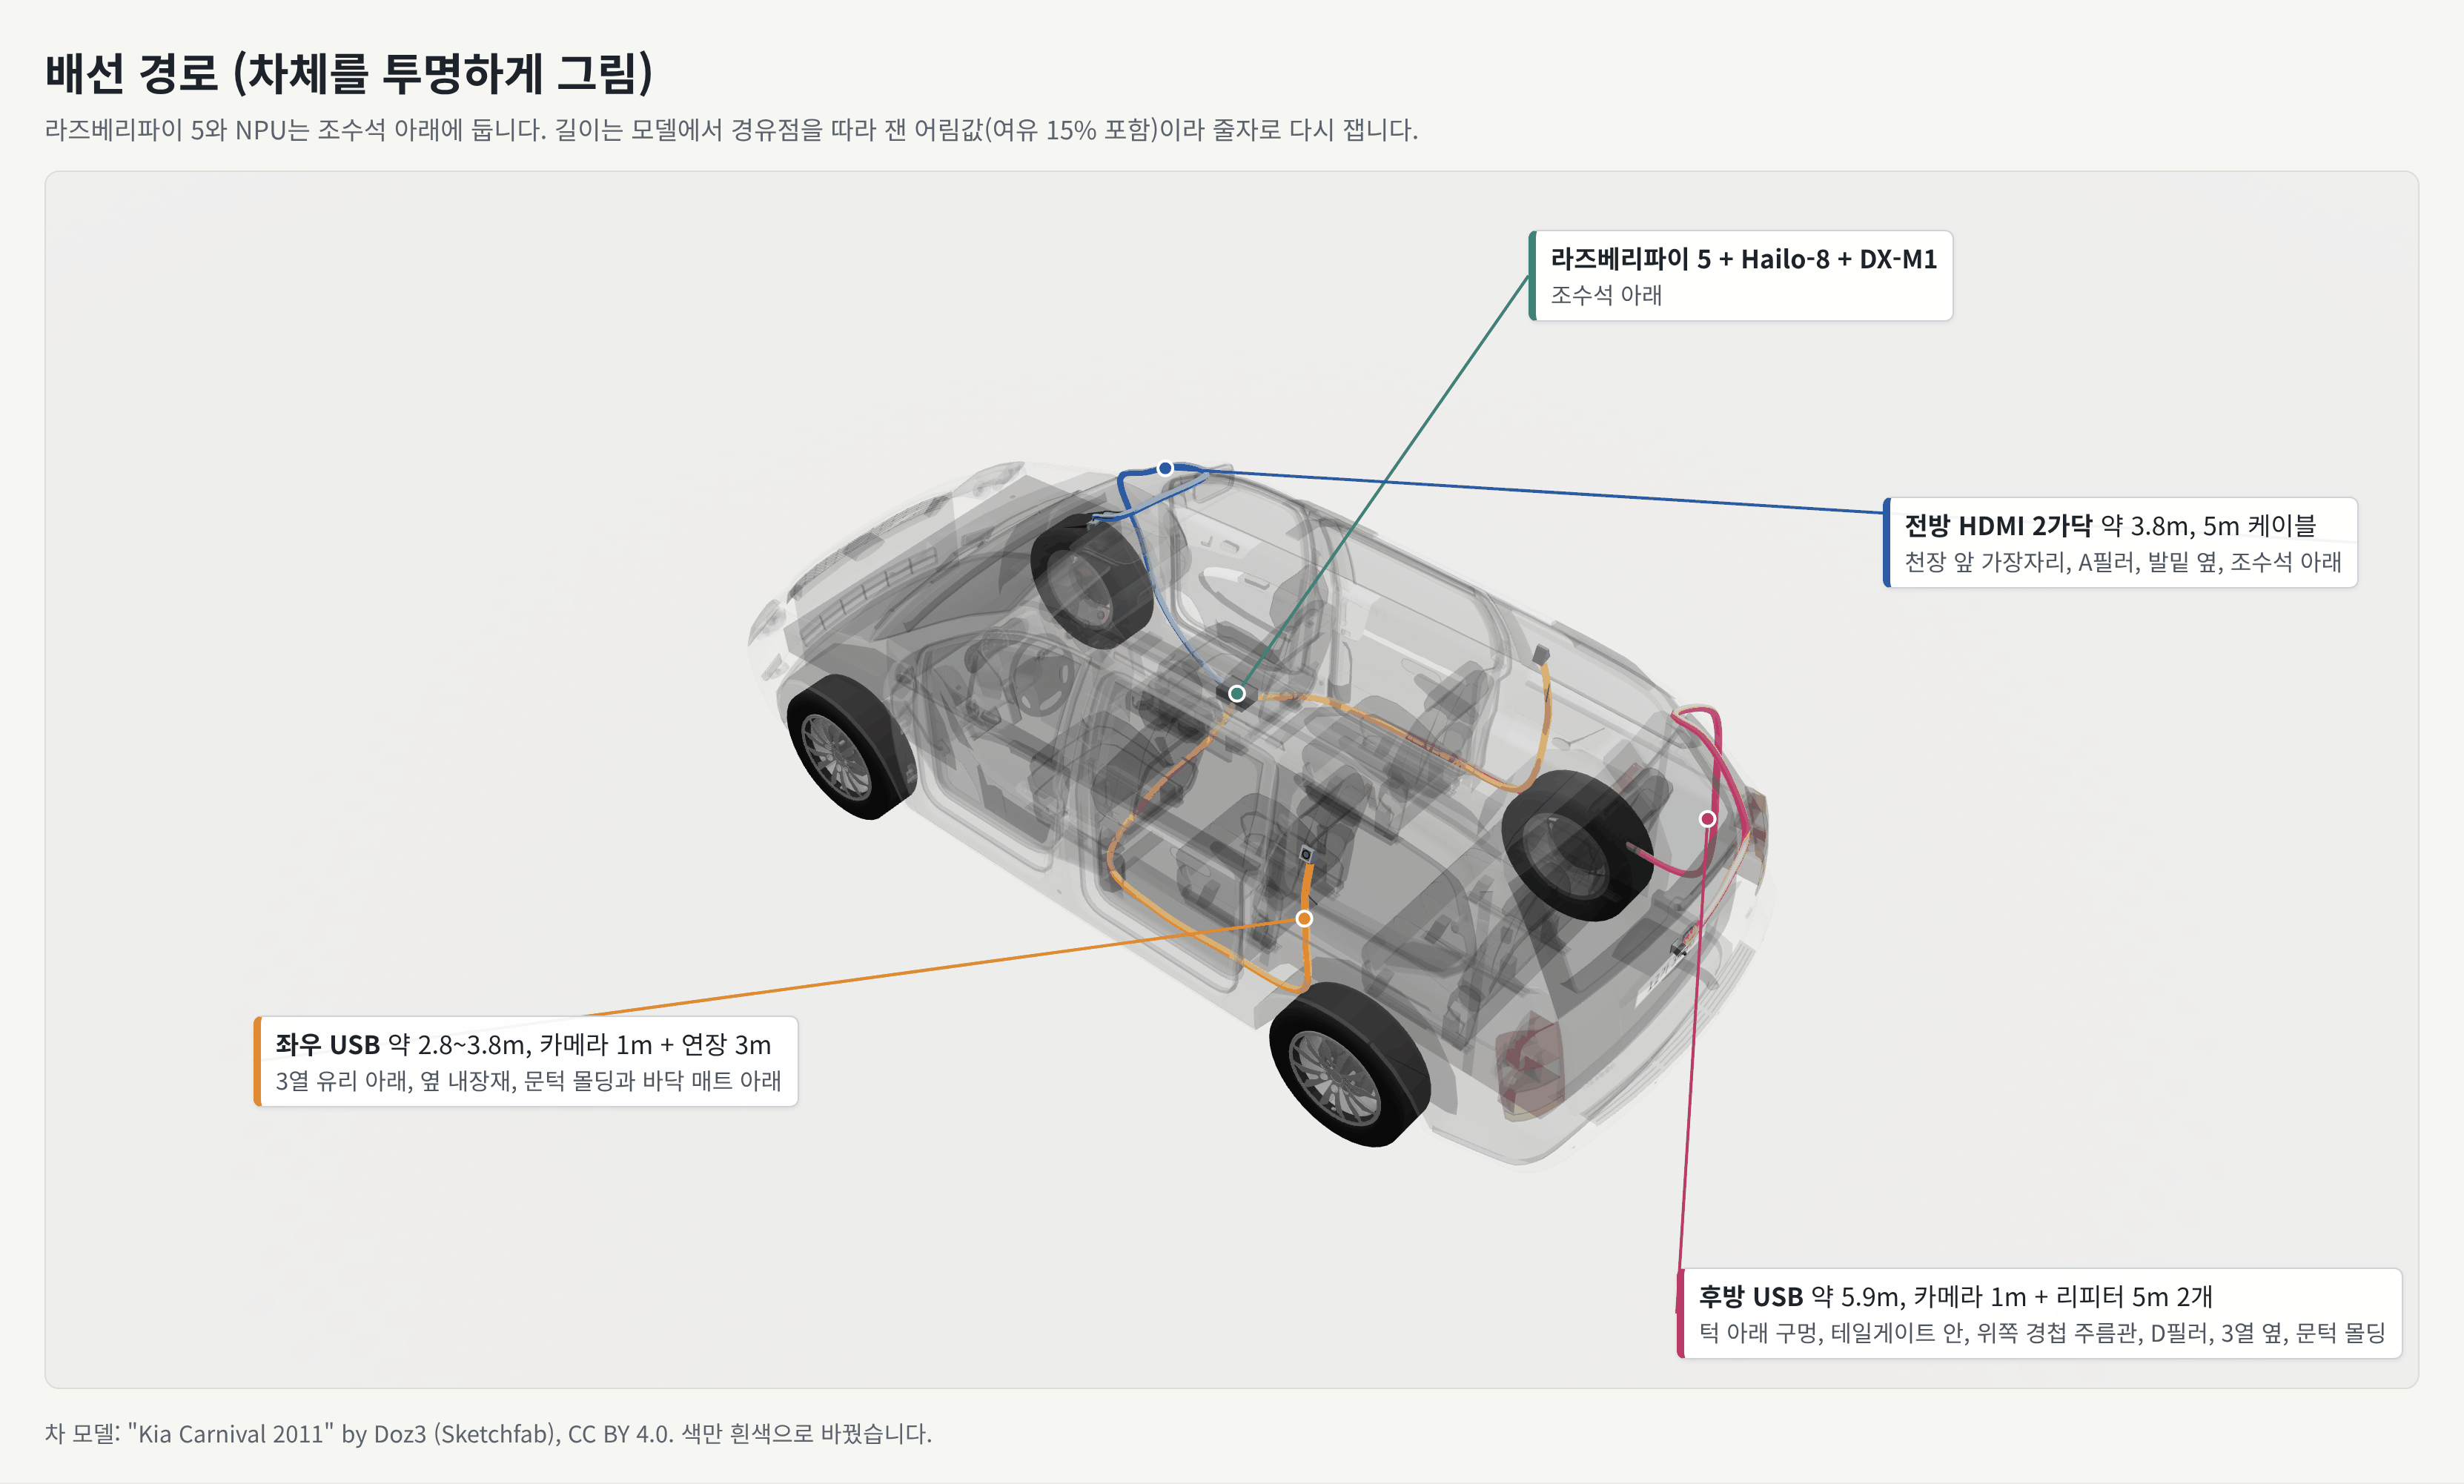 배선 경로 (차체를 투명하게 그림)
라즈베리파이 5와 NPU는 조수석 아래에 둡니다. 길이는 모델에서 경유점을 따라 잰 어림값(여유 15% 포함)이라 줄자로 다시 잽니다.
라즈베리파이 5 + Hailo-8 + DX-M1
조수석 아래
전방 HDMI 2가닥 약 3.8m, 5m 케이블
천장 앞 가장자리, A필러, 발밑 옆, 조수석 아래
좌우 USB 약 2.8~3.8m, 카메라 1m + 연장 3m
3열 유리 아래, 옆 내장재, 문턱 몰딩과 바닥 매트 아래
후방 USB 약 5.9m, 카메라 1m + 리피터 5m 2개
턱 아래 구멍, 테일게이트 안, 위쪽 경첩 주름관, D필러, 3열 옆, 문턱 몰딩
차 모델: "Kia Carnival 2011" by Doz3 (Sketchfab), CC BY 4.0. 색만 흰색으로 바꿨습니다.